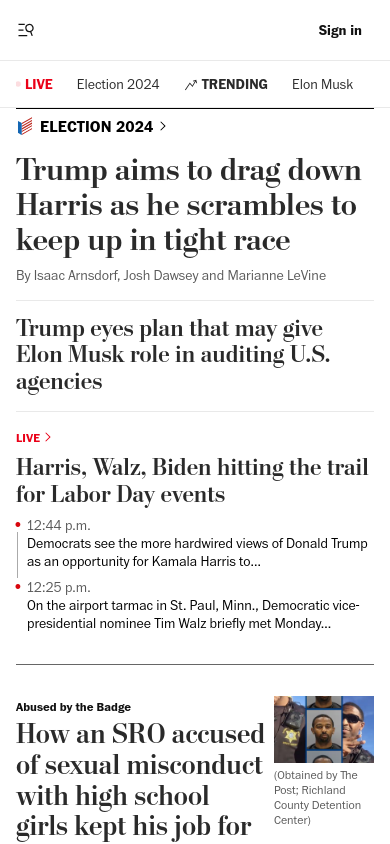 Sign in
LIVE
Election 2024
TRENDING
Elon Musk
ELECTION 2024
Trump aims to drag down
Harris as he scrambles to
keep up in tight race
By Isaac Arnsdorf, Josh Dawsey and Marianne LeVine
Trump eyes plan that may give
Elon Musk role in auditing U.S.
agencies
LIVE
Harris, Walz, Biden hitting the trail
for Labor Day events
12:44 p.m.
Democrats see the more hardwired views of Donald Trump
as an opportunity for Kamala Harris to...
12:25 p.m.
On the airport tarmac in St. Paul, Minn., Democratic vice-
presidential nominee Tim Walz briefly met Monday...
Abused by the Badge
How an SRO accused
of sexual misconduct
with high school
girls kept his job for
(Obtained by The
Post; Richland
County Detention
Center)